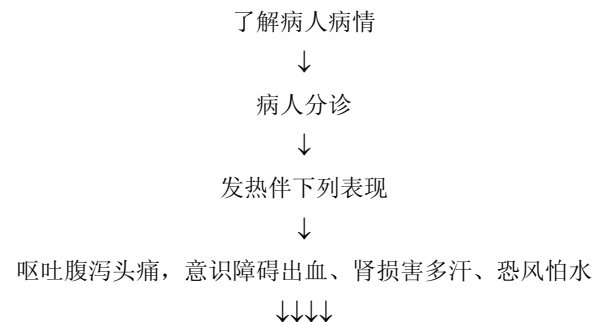 了解病人病情
↓
病人分诊
↓
发热伴下列表现
↓
呕吐腹泻头痛，意识障碍出血、肾损害多汗、恐风怕水
↓↓↓↓